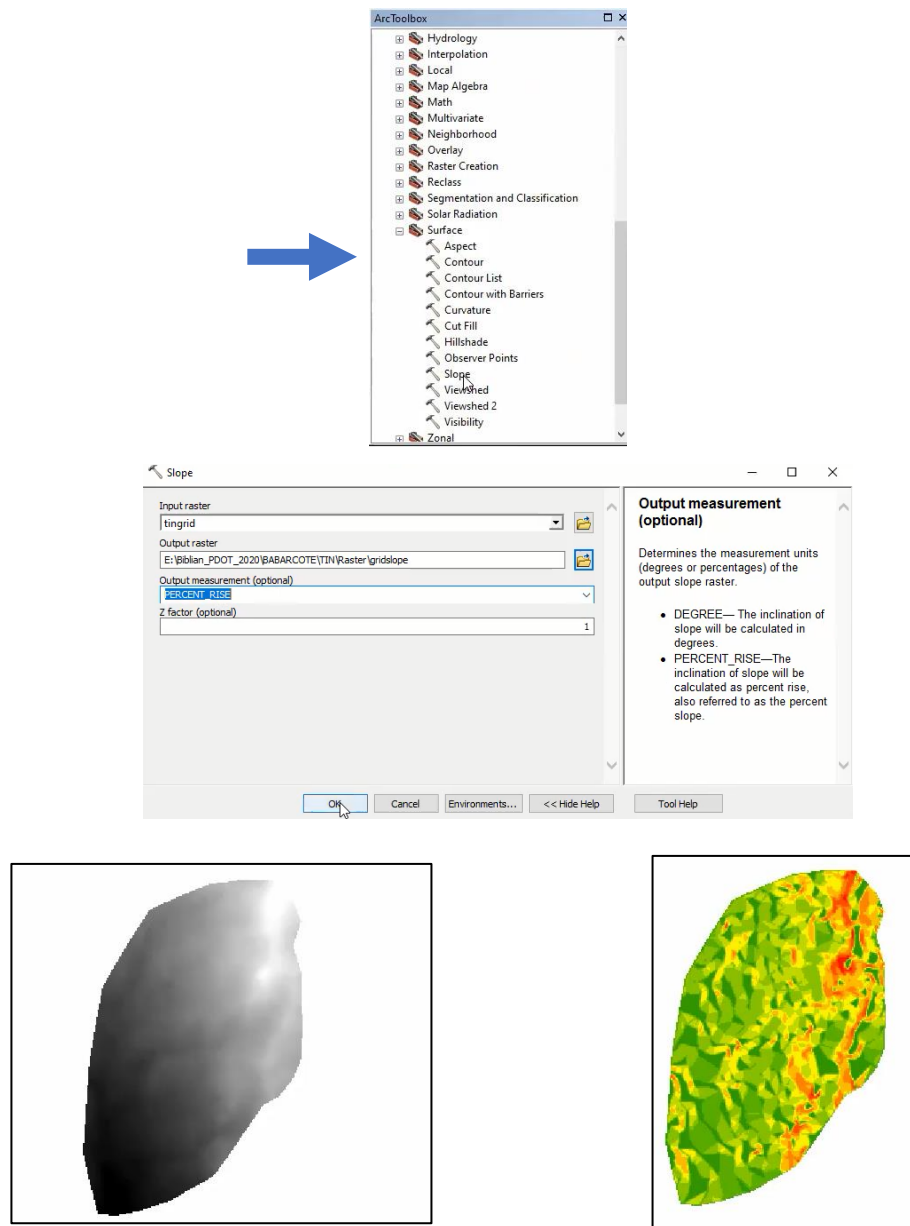 ArcToolbox
Hydrology
Interpolation
Local
Map Algebra
Math
Multivariate
Neighborhood
Overlay
Raster Creation
Reclass
Segmentation and Classification
Solar Radiation
Surface
Aspect
Contour
Contour List
Contour with Barriers
Curvature
Cut Fill
Hillshade
Observer Points
Slope
Viewshed
Viewshed 2
Visibility
Zonal
Slope
Input raster
tingrid
Output raster
E:\Biblian_PDOT_2020\BABARCOTE\TIN\Raster\gridslope
Output measurement (optional)
PERCENT_RISE
Z factor (optional)
1
OK
Cancel
Environments...
<< Hide Help
Tool Help
Output measurement
(optional)
Determines the measurement units
(degrees or percentages) of the
output slope raster.
• DEGREE— The inclination of
slope will be calculated in
degrees.
• PERCENT_RISE—The
inclination of slope will be
calculated as percent rise,
also referred to as the percent
slope.